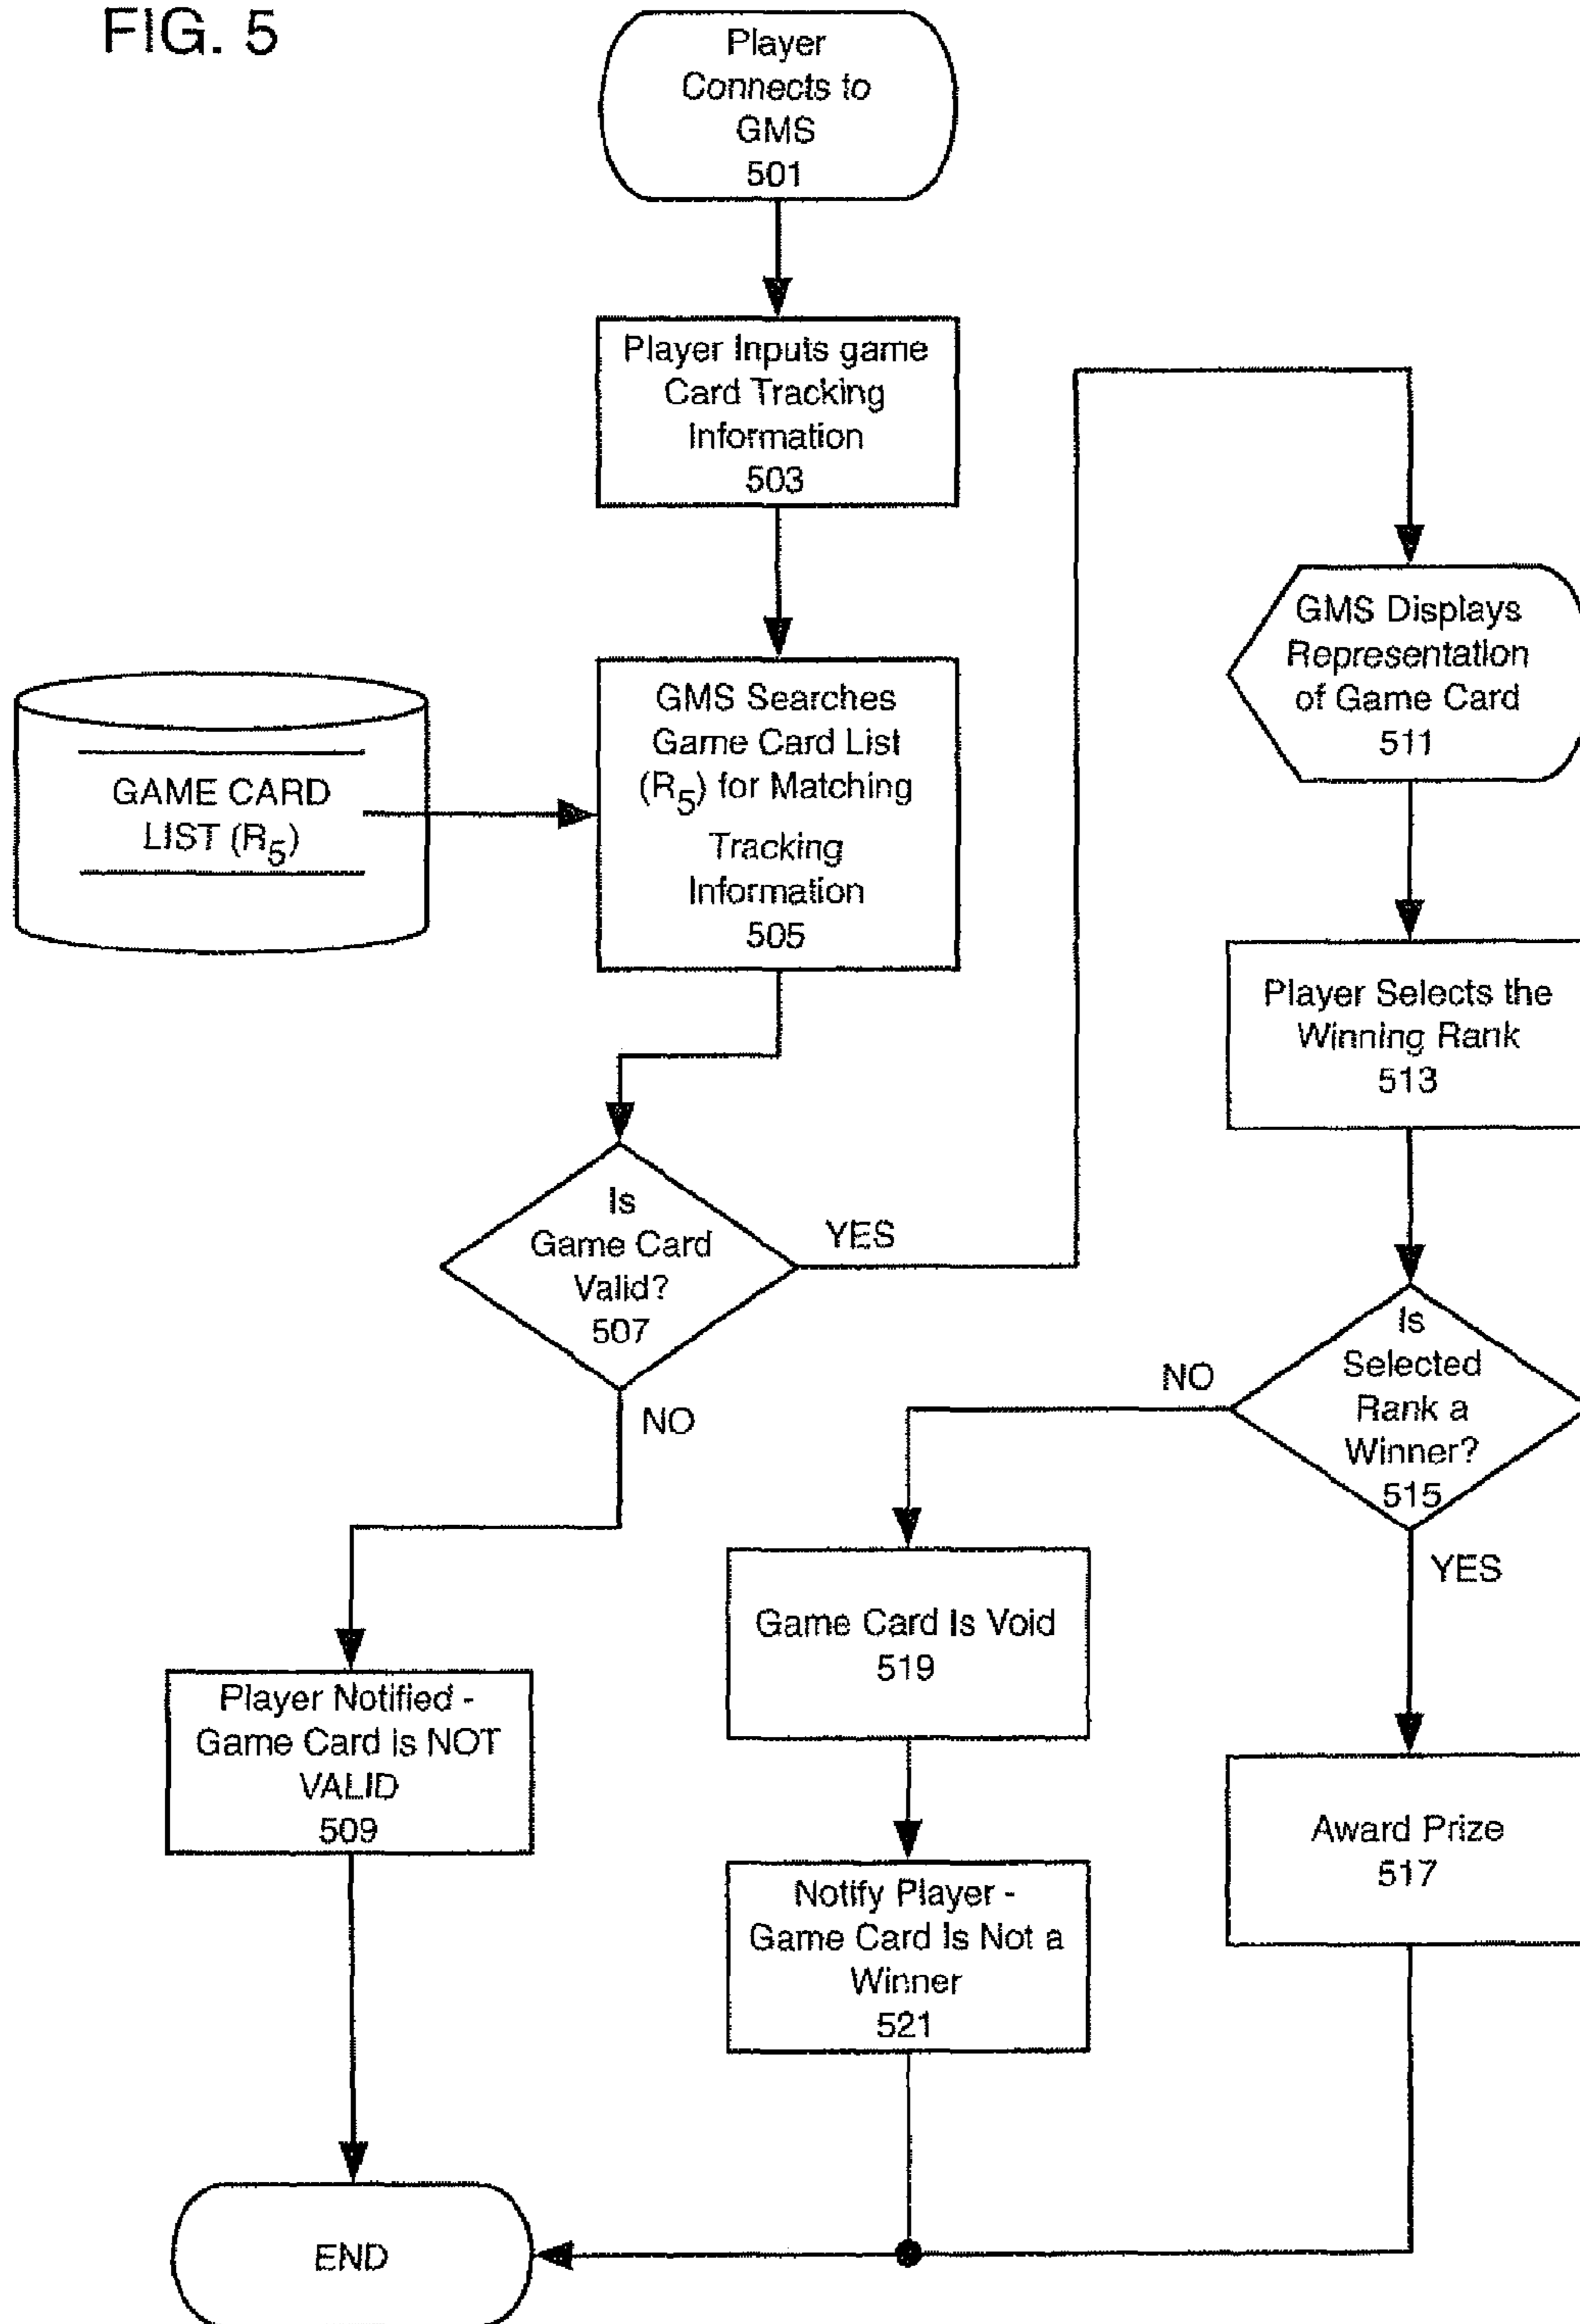 FIG. 5
Player
Connects to
GMS
501
Player Inputs game
Card Tracking
Information
503
GAME CARD
LIST (R5)
GMS Searches
Game Card List
(R5) for Matching
Tracking
Information
505
Is
Game Card
Valid?
507
YES
NO
Player Notified -
Game Card is NOT
VALID
509
GMS Displays
Representation
of Game Card
511
Player Selects the
Winning Rank
513
Is
Selected
Rank a
Winner?
515
NO
YES
Game Card Is Void
519
Notify Player -
Game Card Is Not a
Winner
521
Award Prize
517
END